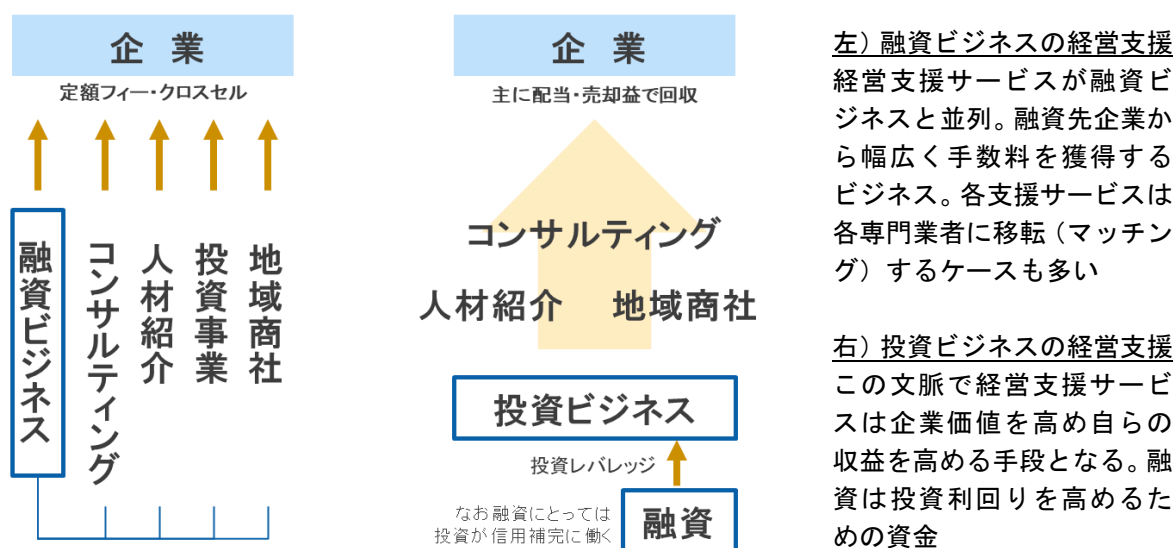 企 業
定額フィー・クロスセル
融資ビジネス
コンサルティング
人材紹介
投資事業
地域商社
企 業
主に配当・売却益で回収
コンサルティング
人材紹介 地域商社
投資ビジネス
投資レバレッジ
なお融資にとっては
投資が信用補完に働く
融資
左）融資ビジネスの経営支援
経営支援サービスが融資ビ
ジネスと並列。融資先企業か
ら幅広く手数料を獲得する
ビジネス。各支援サービスは
各専門業者に移転（マッチン
グ）するケースも多い
右）投資ビジネスの経営支援
この文脈で経営支援サービ
スは企業価値を高め自らの
収益を高める手段となる。融
資は投資利回りを高めるた
めの資金